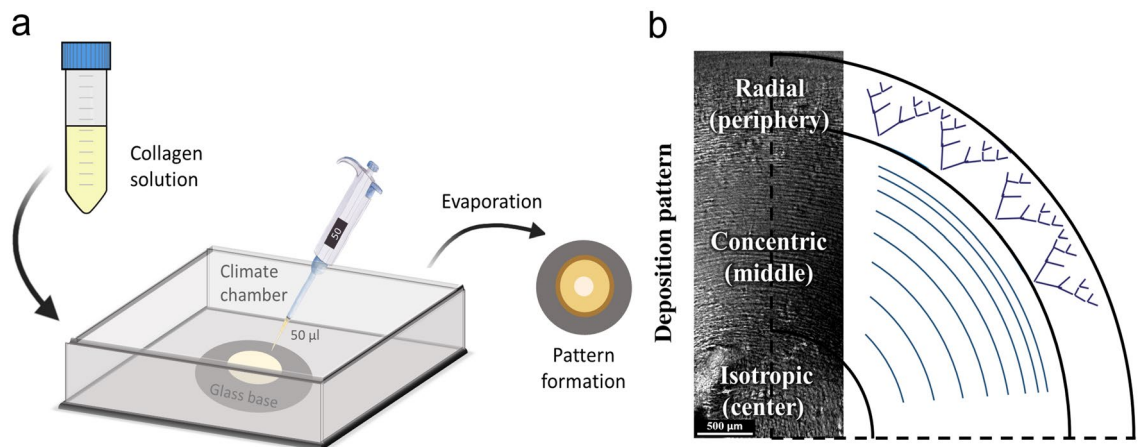 a
Collagen
solution
50
Evaporation
Climate
chamber
50 µl
Glass base
Pattern
formation
b
Deposition pattern
Radial
(periphery)
Concentric
(middle)
Isotropic
(center)
500 µm